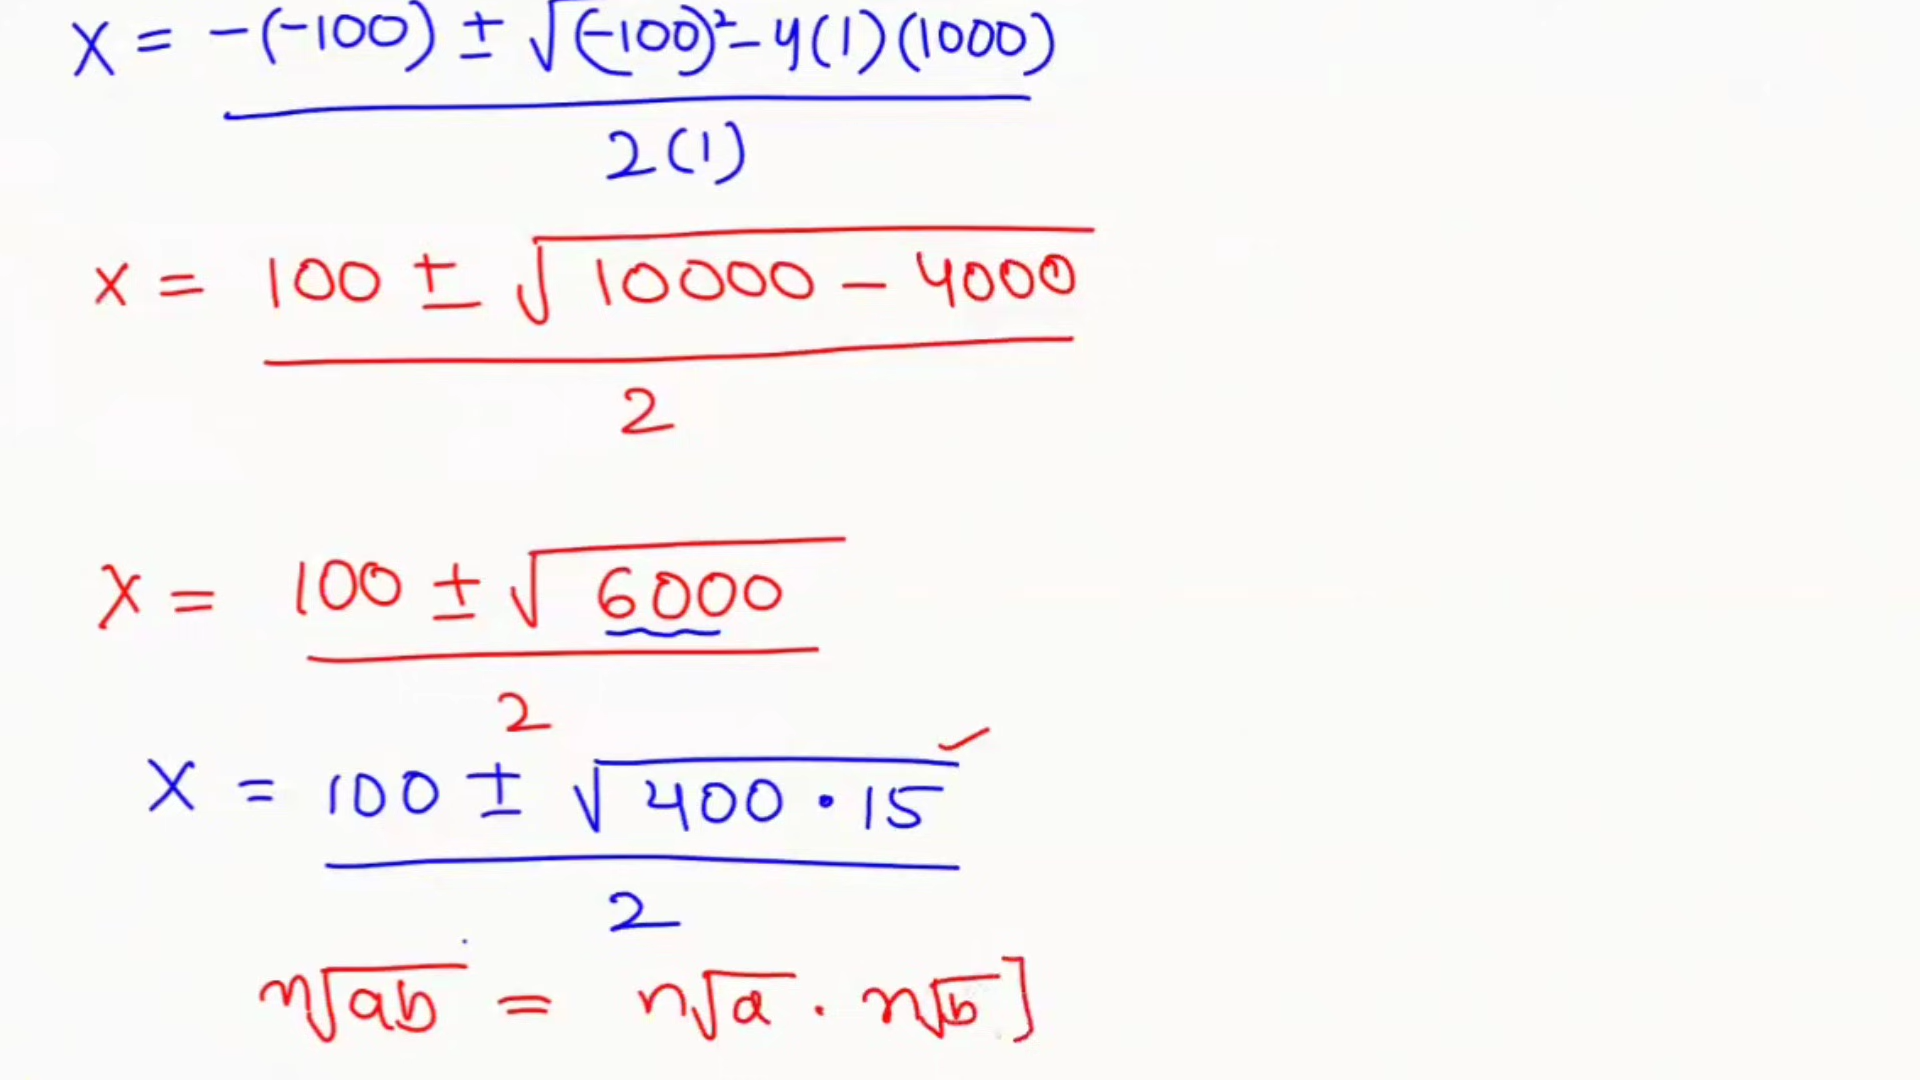 x = -(-100) ± √(-100)² - 4(1)(1000)
2(1)
x = 100 ± √10000 - 4000
2
x = 100 ± √6000
2
x = 100 ± √400 · 15
2
n√ab = n√a · n√b ]